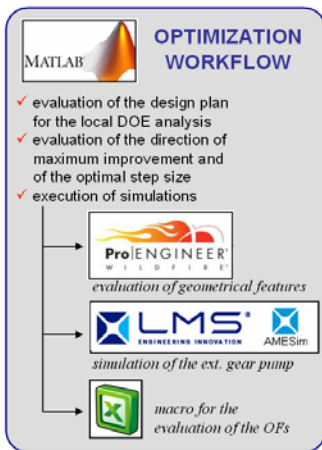 MATLAB
OPTIMIZATION
WORKFLOW
✓ evaluation of the design plan
for the local DOE analysis
✓ evaluation of the direction of
maximum improvement and
of the optimal step size
✓ execution of simulations
Pro|ENGINEER
WILDFIRE
evaluation of geometrical features
LMS®
ENGINEERING INNOVATION
AMESim
simulation of the ext. gear pump
macro for the
evaluation of the OFs